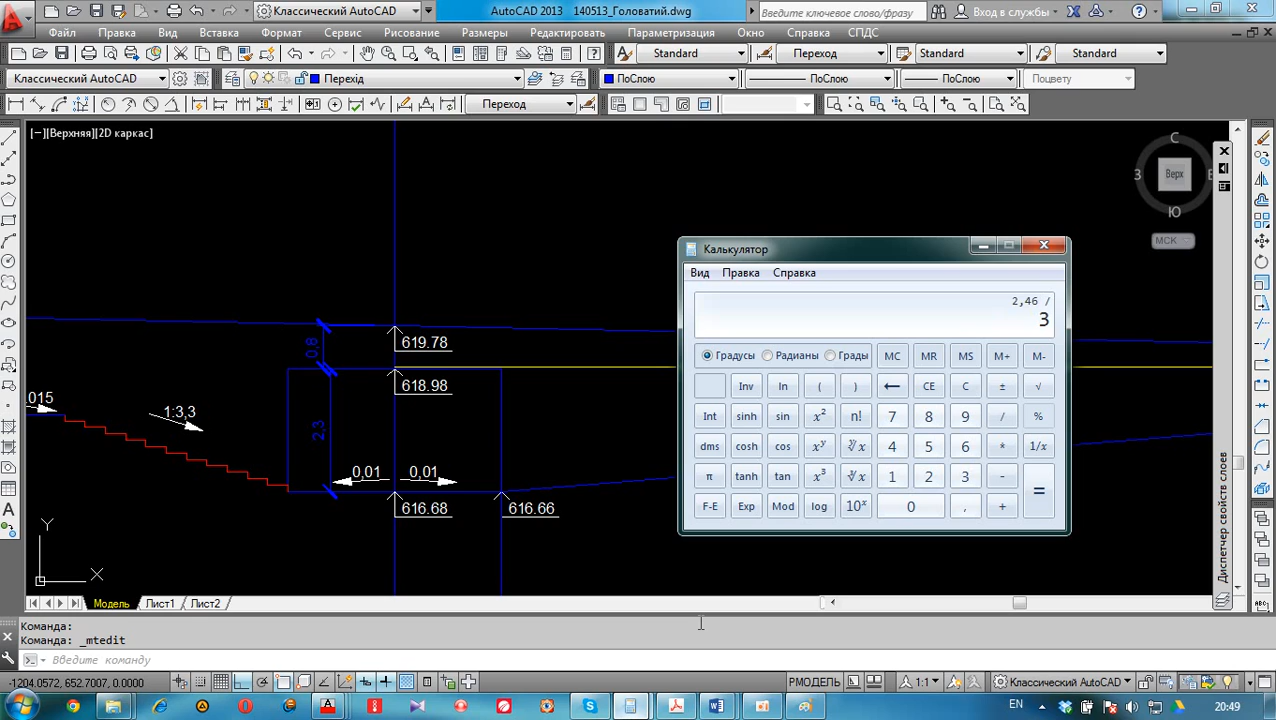 Классический AutoCAD
AutoCAD 2013 140513_Головатий.dwg
Введите ключевое слово/фразу
Вход в службы
Файл Правка Вид Вставка Формат Сервис Рисование Размеры Редактировать Параметризация Окно Справка СПДС
Standard Переход Standard Standard
Классический AutoCAD Перехід ПоСлою ПоСлою ПоСлою Поцвету
Переход
[−][Верхняя][2D каркас]
С
З Верх В
Ю
МСК
Калькулятор
Вид Правка Справка
2,46 /
3
Градусы Радианы Грады MC MR MS M+ M-
Inv ln ( ) ← CE C ± √
Int sinh sin x² n! 7 8 9 / %
dms cosh cos xʸ ʸ√x 4 5 6 * 1/x
π tanh tan x³ ³√x 1 2 3 - =
F-E Exp Mod log 10ˣ 0 , +
0,8
619.78
618.98
015
1:3,3
2,3
0,01 0,01
616.68 616.66
Y
X
Диспетчер свойств слоев
Модель Лист1 Лист2
Команда:
Команда: _mtedit
Введите команду
-1204.0572, 652.7007, 0.0000
РМОДЕЛЬ
1:1
Классический AutoCAD
EN
20:49